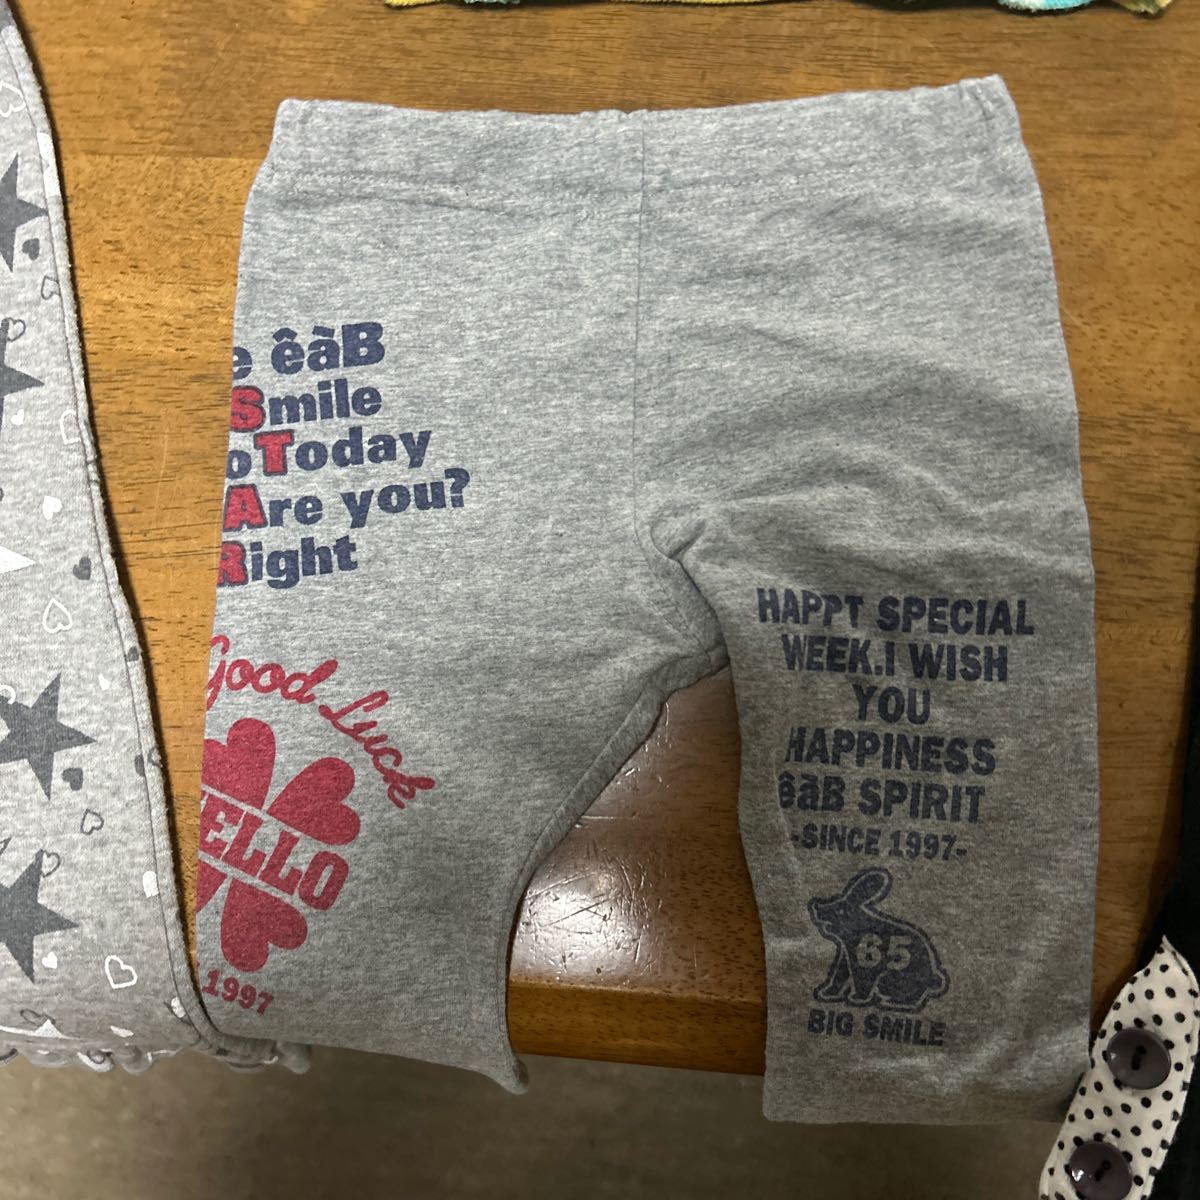 e êàB
Smile
oToday
Are you?
Right
Good Luck
ELLO
1997
HAPPT SPECIAL
WEEK.I WISH
YOU
HAPPINESS
êàB SPIRIT
-SINCE 1997-
65
BIG SMILE